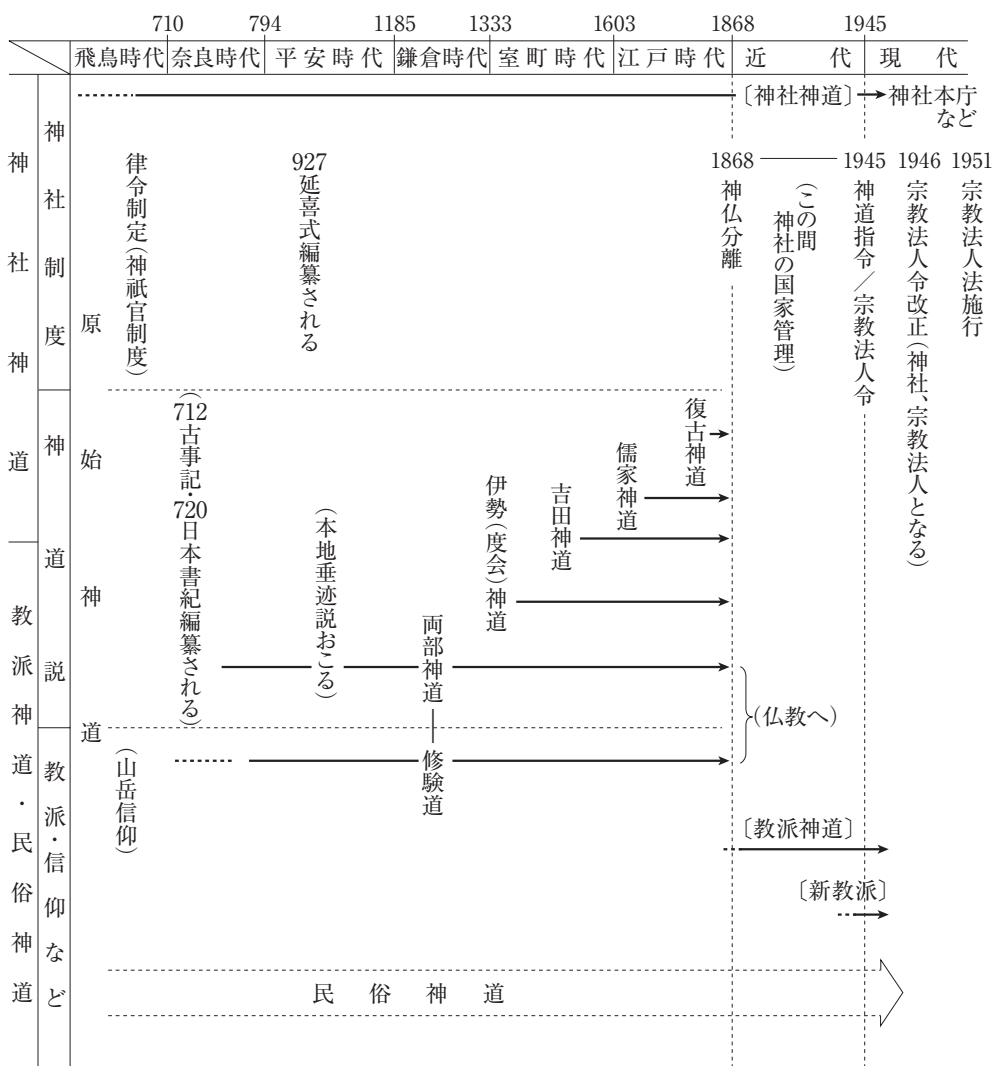 710 794 1185 1333 1603 1868 1945
飛鳥時代 奈良時代 平安時代 鎌倉時代 室町時代 江戸時代 近代 現代
神社神道
教派神道・民俗神道
神社制度
神道説
教派・信仰など
原始神道
〔神社神道〕
神社本庁
など
律令制定(神祇官制度)
927
延喜式編纂される
1868
神仏分離
(この間
神社の国家管理)
1945
神道指令/宗教法人令
1946
宗教法人令改正(神社、宗教法人となる)
1951
宗教法人法施行
(712古事記・720日本書紀編纂される)
(本地垂迹説おこる)
両部神道
伊勢(度会)神道
吉田神道
儒家神道
復古神道
(仏教へ)
(山岳信仰)
修験道
〔教派神道〕
〔新教派〕
民俗神道